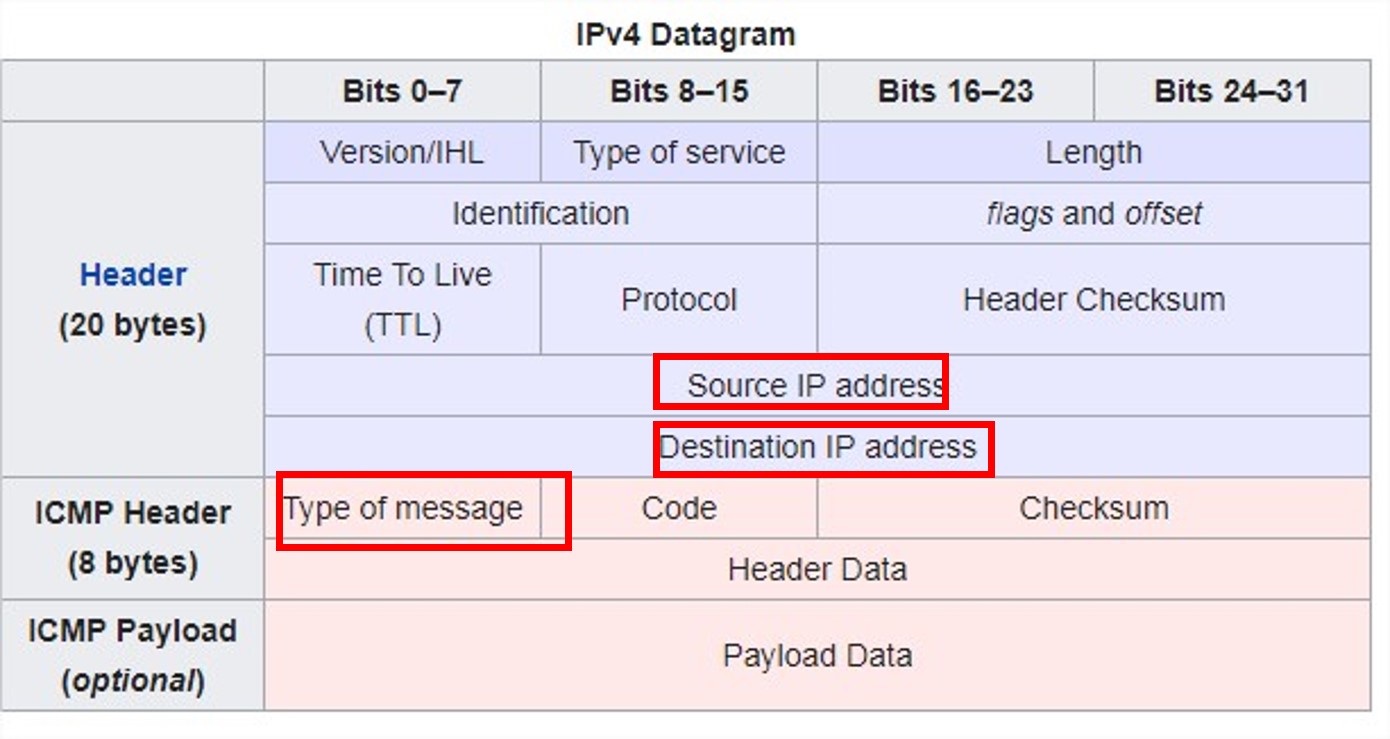 IPv4 Datagram
Bits 0–7 Bits 8–15 Bits 16–23 Bits 24–31
Header
(20 bytes)
Version/IHL Type of service Length
Identification flags and offset
Time To Live
(TTL)
Protocol Header Checksum
Source IP address
Destination IP address
ICMP Header
(8 bytes)
Type of message Code Checksum
Header Data
ICMP Payload
(optional)
Payload Data